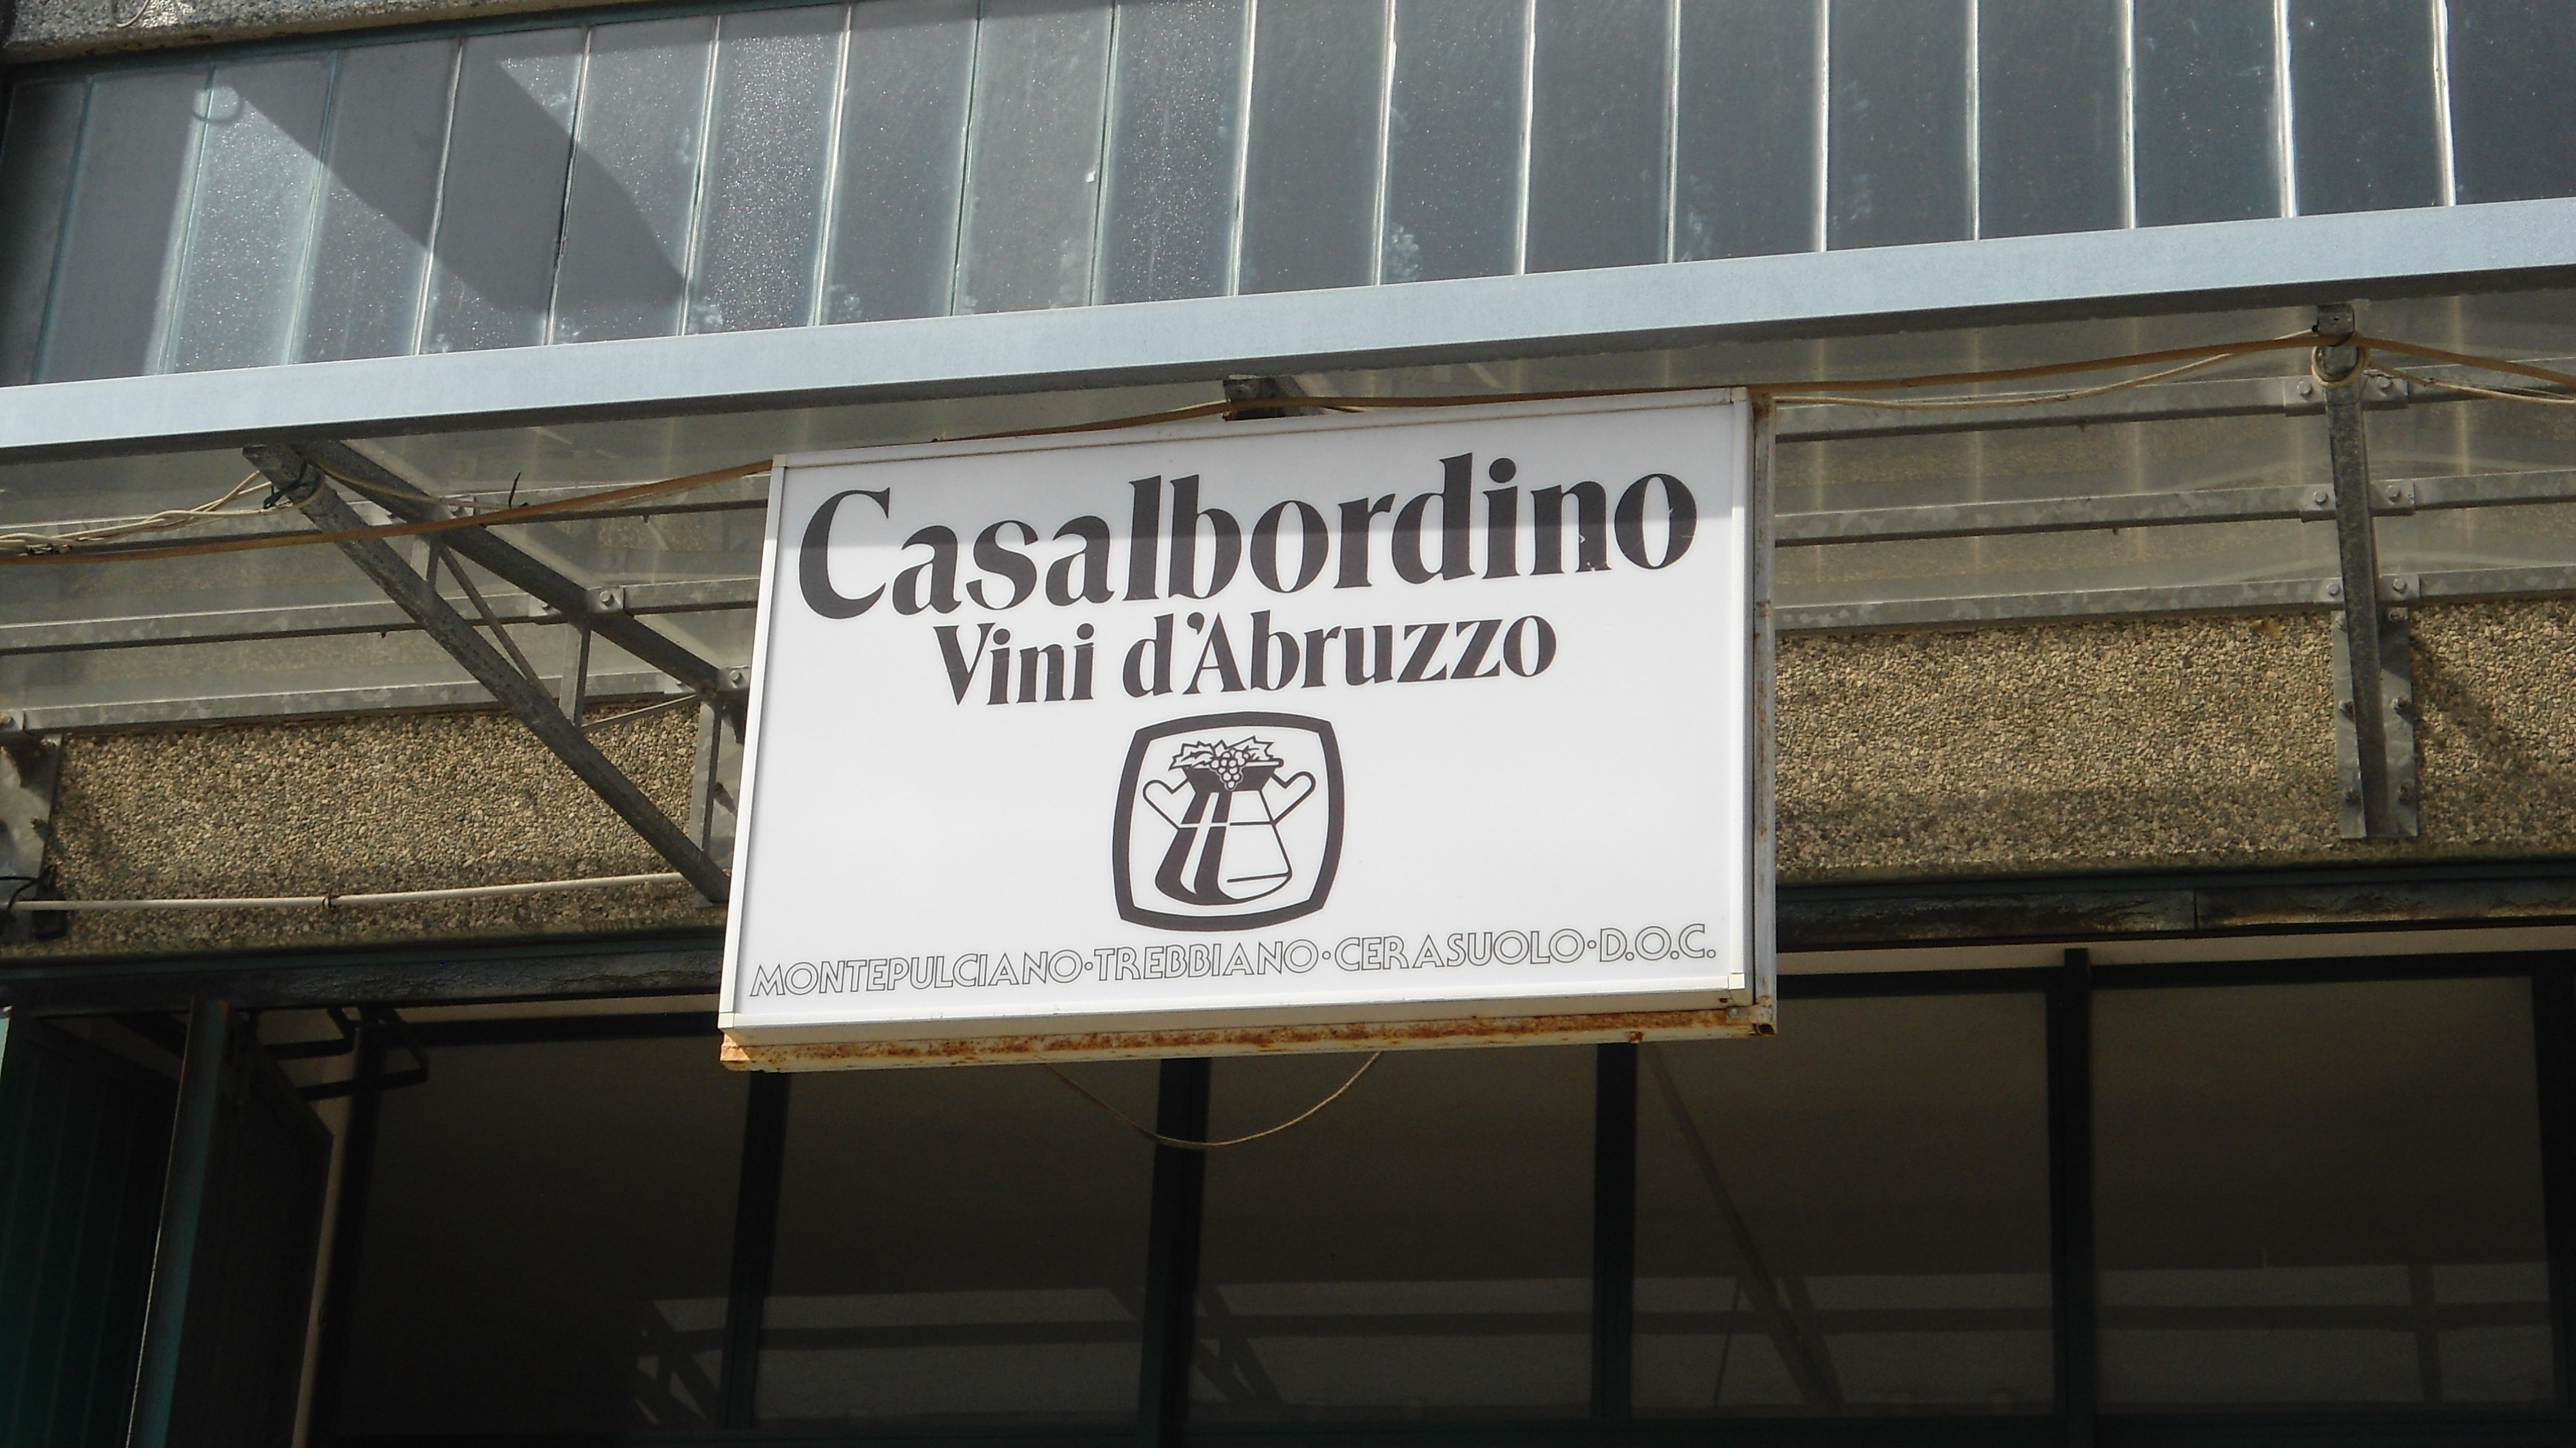 Casalbordino
Vini d'Abruzzo
MONTEPULCIANO·TREBBIANO·CERASUOLO·D.O.C.